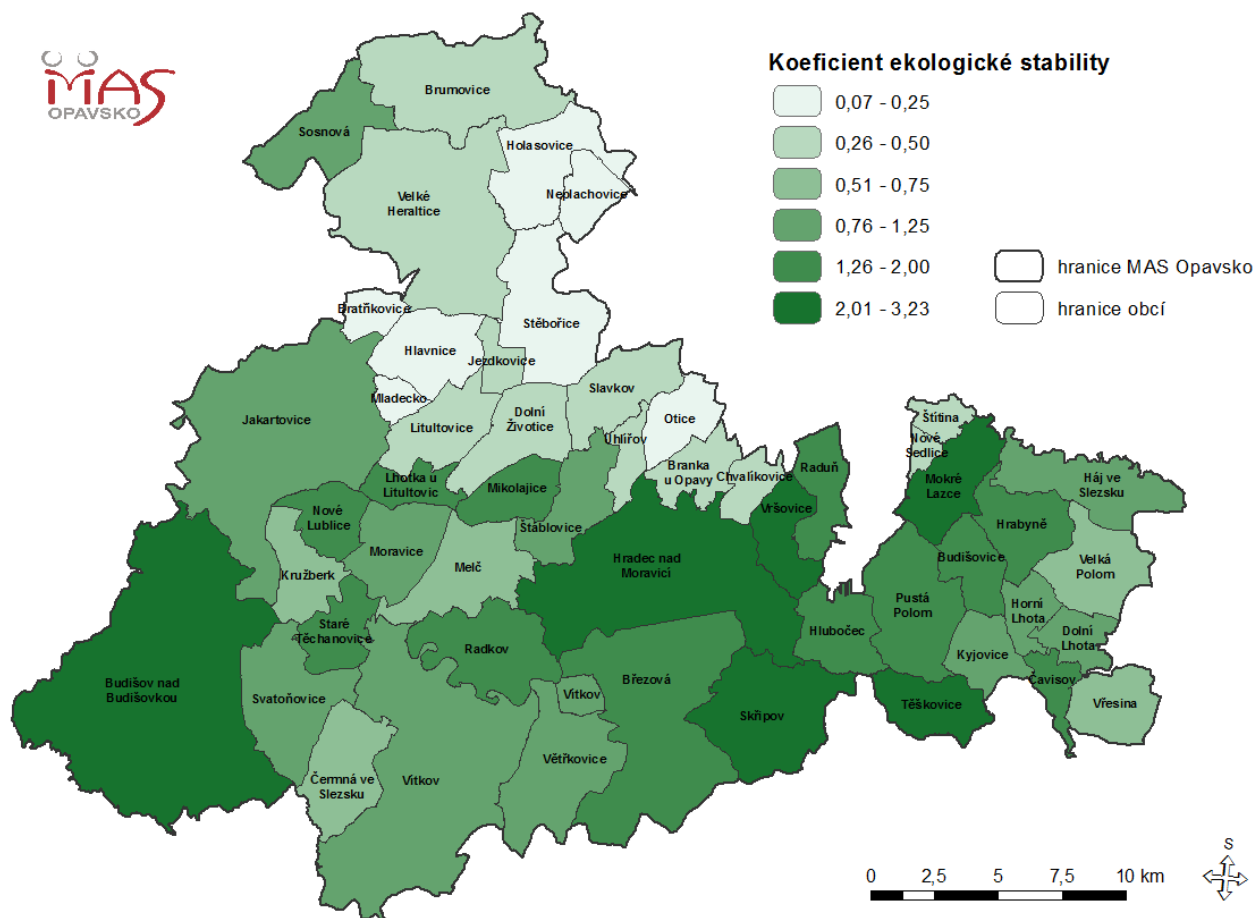 MAS
OPAVSKO
Koeficient ekologické stability
0,07 - 0,25
0,26 - 0,50
0,51 - 0,75
0,76 - 1,25
1,26 - 2,00
2,01 - 3,23
hranice MAS Opavsko
hranice obcí
Brumovice
Sosnová
Holasovice
Neplachovice
Velké
Heraltice
Bratříkovice
Stěbořice
Hlavnice
Jezdkovice
Mladecko
Slavkov
Jakartovice
Litultovice
Dolní
Životice
Otice
Uhlířov
Štítina
Nové
Sedlice
Branka
u Opavy
Chvalíkovice
Raduň
Mokré
Lazce
Háj ve
Slezsku
Lhotka u
Litultovic
Mikolajice
Vršovice
Nové
Lublice
Štáblovice
Hrabyně
Moravice
Melč
Hradec nad
Moravicí
Budišovice
Velká
Polom
Kružberk
Pustá
Polom
Horní
Lhota
Staré
Těchanovice
Radkov
Hlubočec
Kyjovice
Dolní
Lhota
Budišov nad
Budišovkou
Svatoňovice
Vítkov
Březová
Čavisov
Skřipov
Těškovice
Vřesina
Čermná ve
Slezsku
Vítkov
Větřkovice
S
0 2,5 5 7,5 10 km